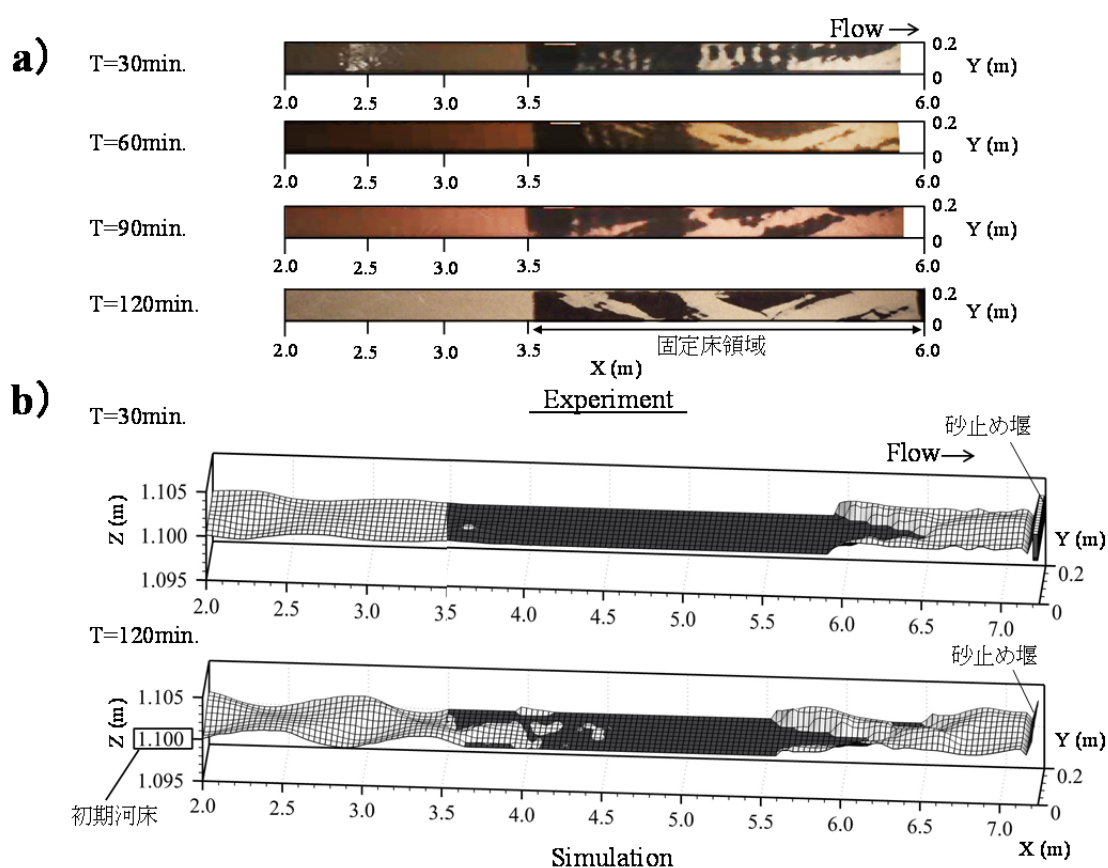 a)
Flow →
T=30min.
0.2
Y (m)
0
2.0 2.5 3.0 3.5 6.0
T=60min.
0.2
Y (m)
0
2.0 2.5 3.0 3.5 6.0
T=90min.
0.2
Y (m)
0
2.0 2.5 3.0 3.5 6.0
T=120min.
0.2
Y (m)
0
2.0 2.5 3.0 3.5 6.0
固定床領域
X (m)
Experiment
b)
T=30min.
砂止め堰
Flow →
Z (m)
1.105
1.100
1.095
Y (m)
0.2
0
2.0 2.5 3.0 3.5 4.0 4.5 5.0 5.5 6.0 6.5 7.0
T=120min.
砂止め堰
Z (m)
1.105
1.100
1.095
Y (m)
0.2
0
初期河床
2.0 2.5 3.0 3.5 4.0 4.5 5.0 5.5 6.0 6.5 7.0
X (m)
Simulation